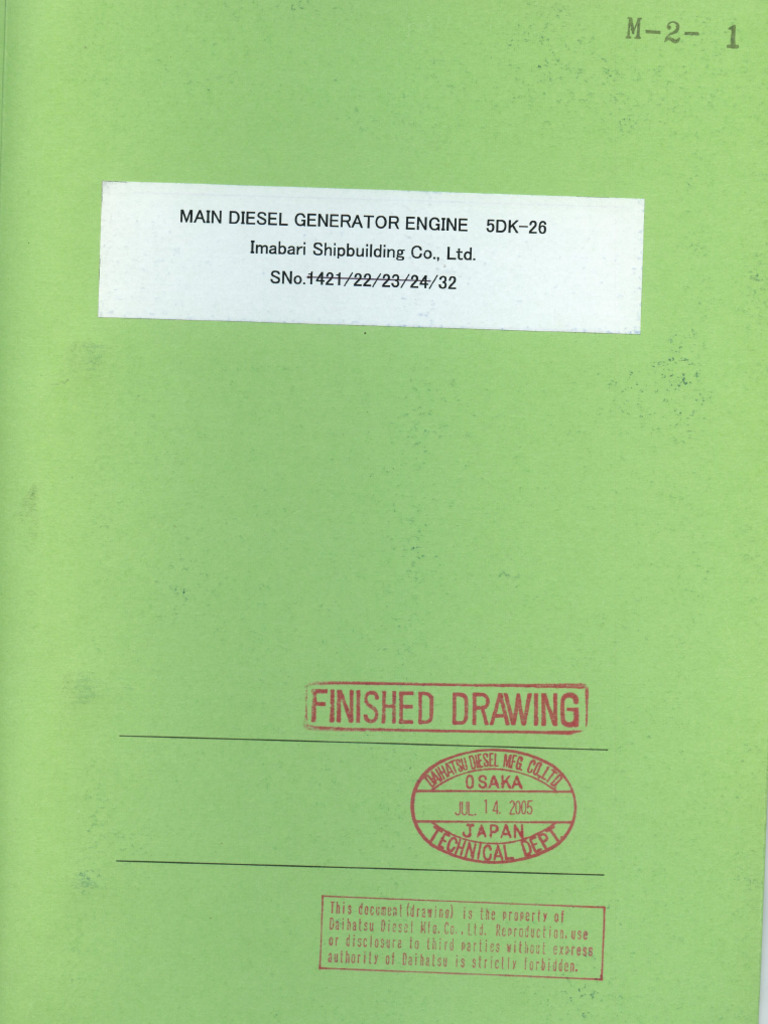 M-2- 1
MAIN DIESEL GENERATOR ENGINE 5DK-26
Imabari Shipbuilding Co., Ltd.
SNo.1421/22/23/24/32
FINISHED DRAWING
DAIHATSU DIESEL MFG. CO.LTD.
OSAKA
JUL. 14. 2005
JAPAN
TECHNICAL DEPT.
This document(drawing) is the property of
Daihatsu Diesel Mfg.Co.,Ltd. Reproduction,use
or disclosure to third parties without express
authority of Daihatsu is strictly forbidden.